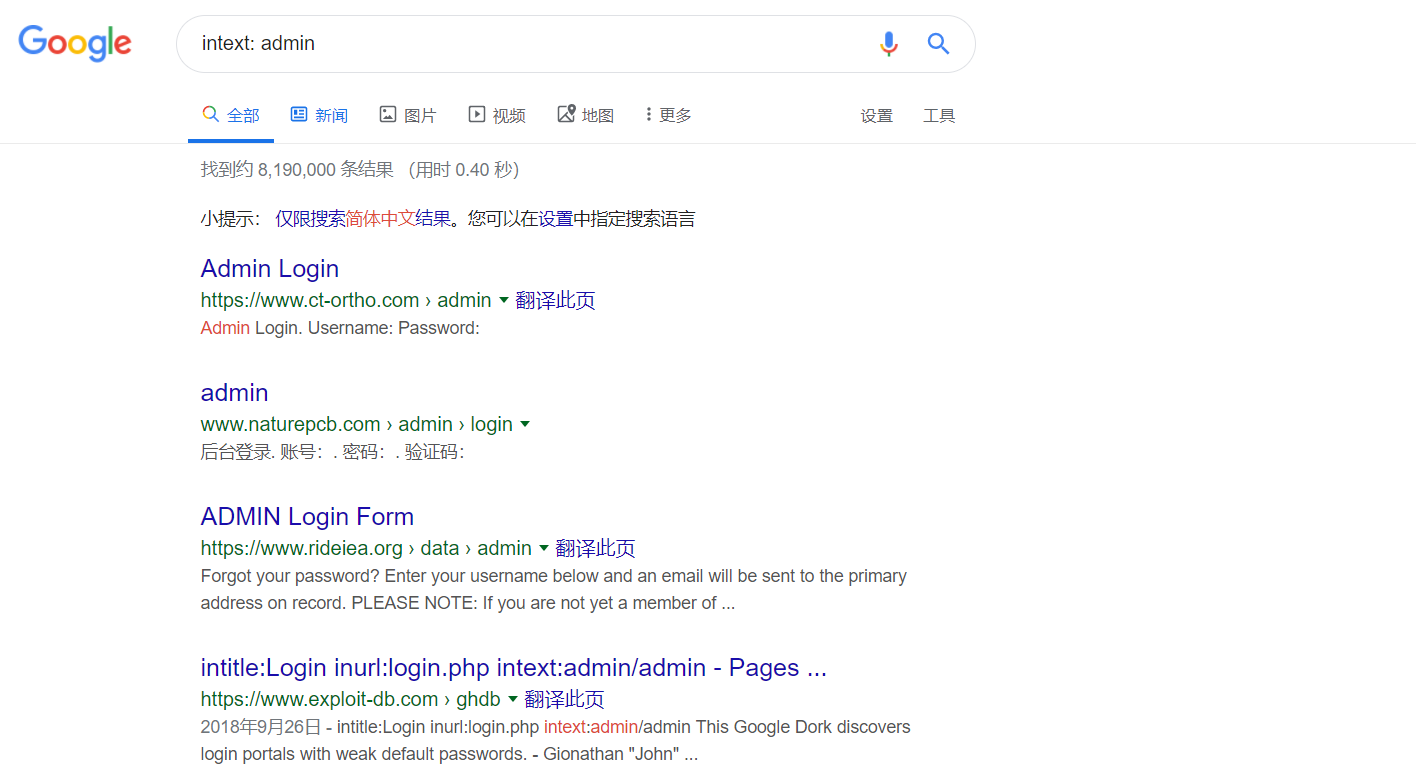 Google
intext: admin
全部 新闻 图片 视频 地图 更多 设置 工具
找到约 8,190,000 条结果 （用时 0.40 秒）
小提示： 仅限搜索简体中文结果。您可以在设置中指定搜索语言
Admin Login
https://www.ct-ortho.com › admin 翻译此页
Admin Login. Username: Password:
admin
www.naturepcb.com › admin › login
后台登录. 账号：. 密码：. 验证码：
ADMIN Login Form
https://www.rideiea.org › data › admin 翻译此页
Forgot your password? Enter your username below and an email will be sent to the primary
address on record. PLEASE NOTE: If you are not yet a member of ...
intitle:Login inurl:login.php intext:admin/admin - Pages ...
https://www.exploit-db.com › ghdb 翻译此页
2018年9月26日 - intitle:Login inurl:login.php intext:admin/admin This Google Dork discovers
login portals with weak default passwords. - Gionathan "John" ...